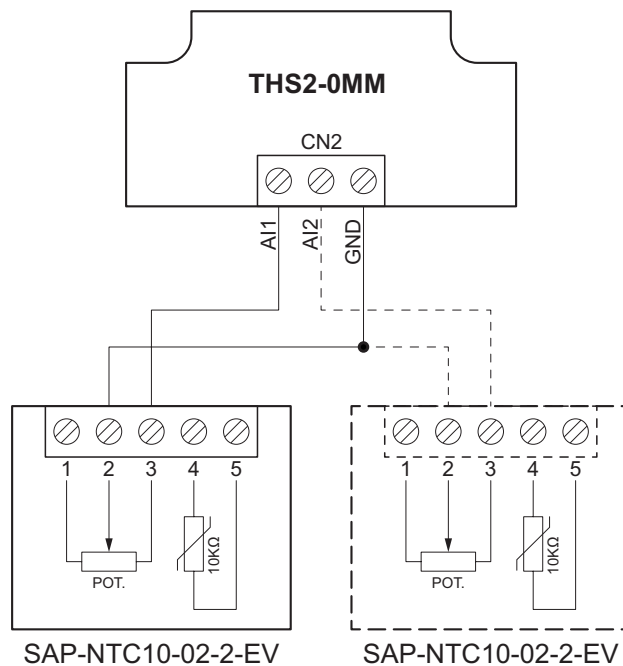 THS2-0MM
CN2
AI1 AI2 GND
1 2 3 4 5 1 2 3 4 5
10KΩ 10KΩ
POT. POT.
SAP-NTC10-02-2-EV SAP-NTC10-02-2-EV